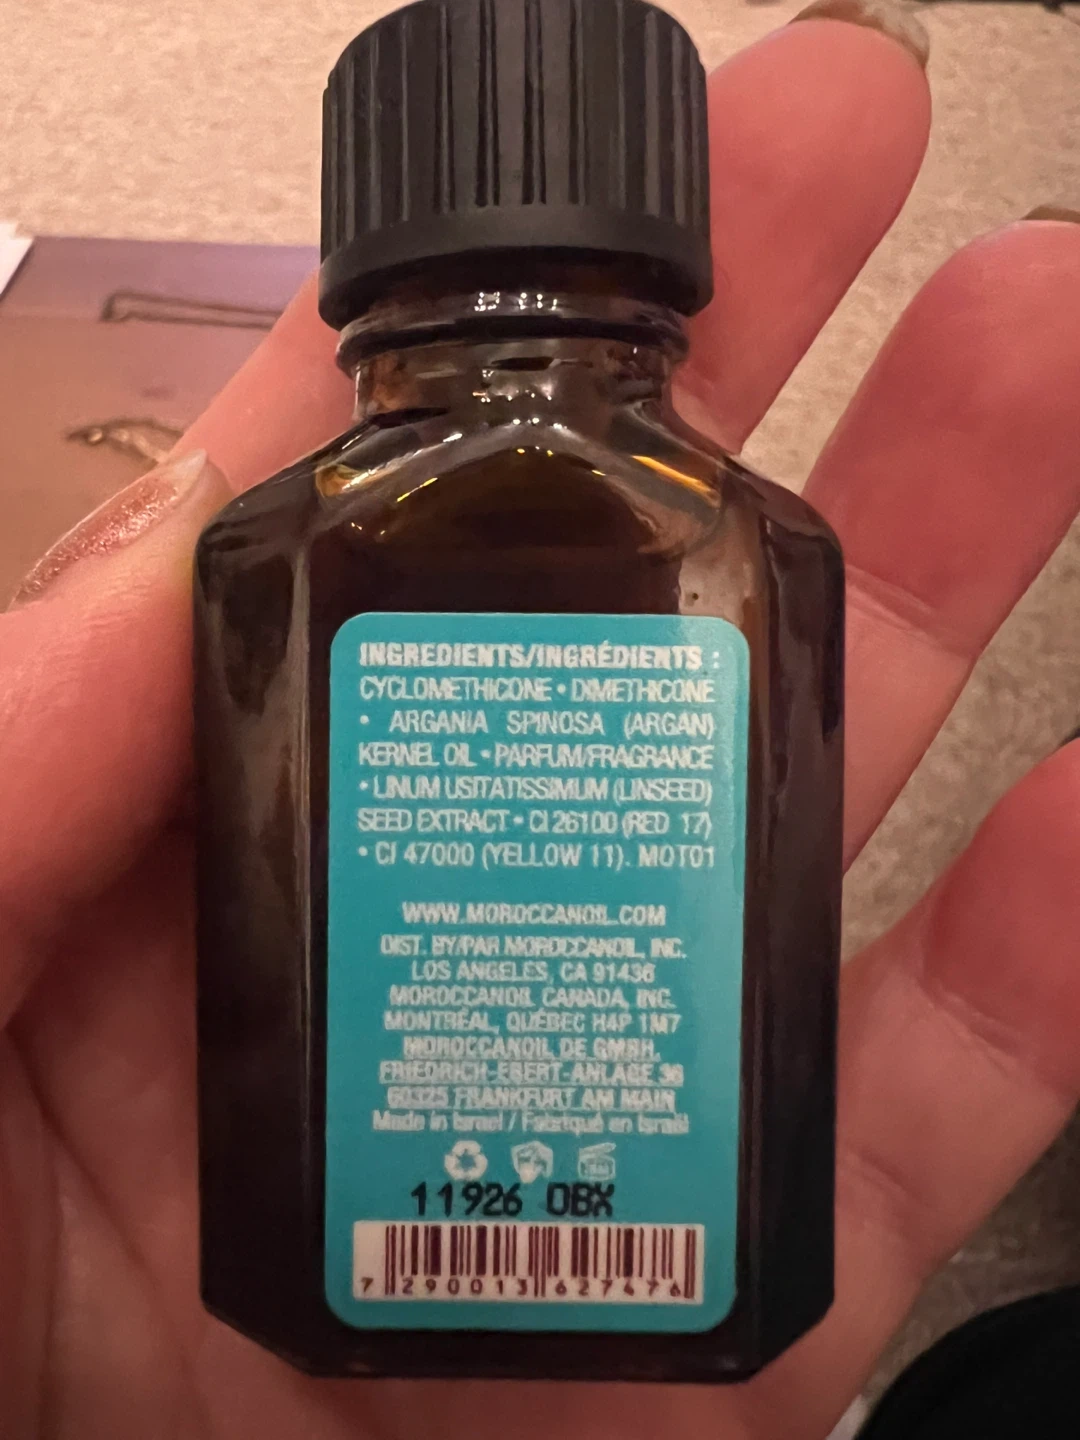 INGREDIENTS/INGRÉDIENTS :
CYCLOMETHICONE • DIMETHICONE
• ARGANIA SPINOSA (ARGAN)
KERNEL OIL • PARFUM/FRAGRANCE
• LINUM USITATISSIMUM (LINSEED)
SEED EXTRACT • CI 26100 (RED 17)
• CI 47000 (YELLOW 11). MOT01
WWW.MOROCCANOIL.COM
DIST. BY/PAR MOROCCANOIL, INC.
LOS ANGELES, CA 91436
MOROCCANOIL CANADA, INC.
MONTRÉAL, QUÉBEC H4P 1M7
MOROCCANOIL DE GMBH,
FRIEDRICH-EBERT-ANLAGE 36
60325 FRANKFURT AM MAIN
Made in Israel / Fabriqué en Israël
11926 OBX
7 290013 627476